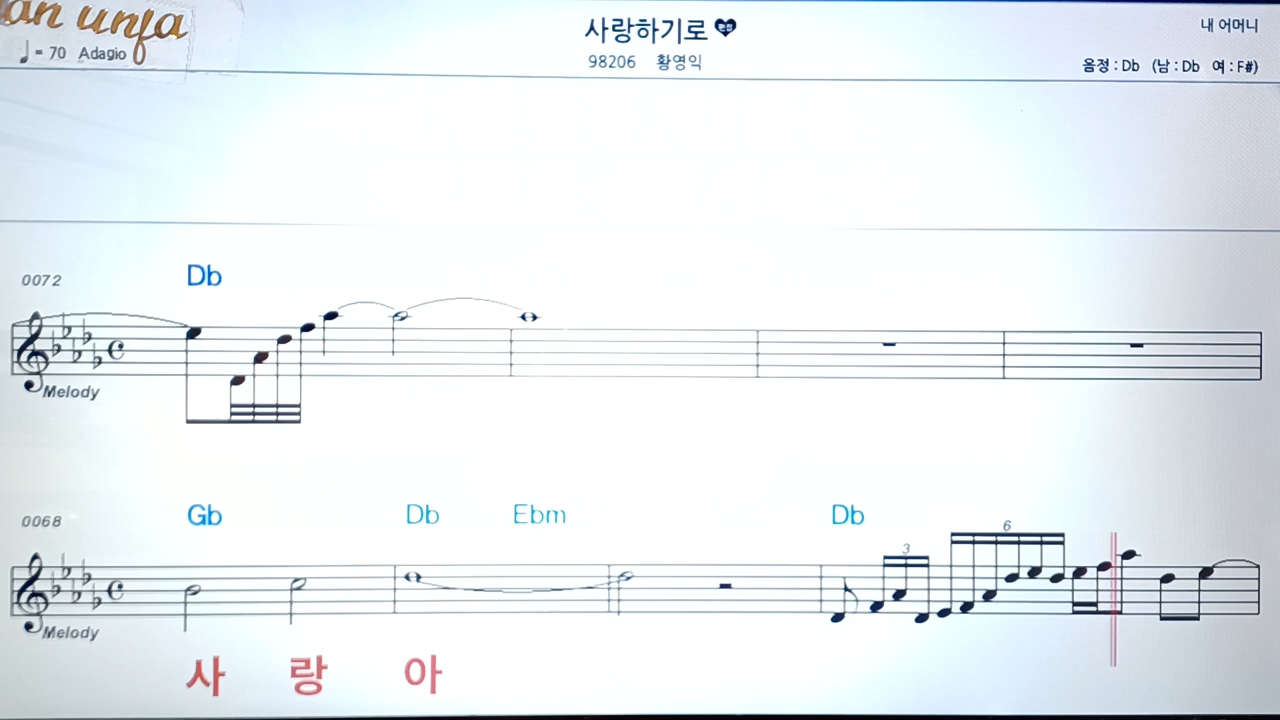 an unfa
♩= 70 Adagio
사랑하기로
98206 황영익
내 어머니
음정 : Db (남 : Db 여 : F#)
0072
Db
Melody
0068
Gb Db Ebm Db
3 6
Melody
사 랑 아